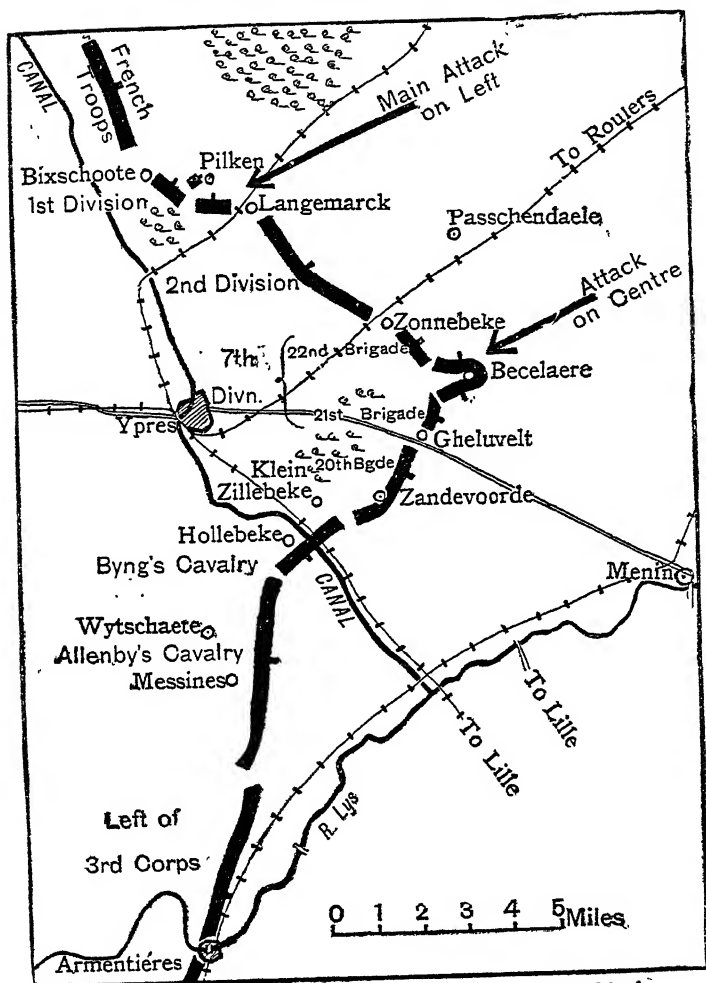 CANAL
French
Troops
Main Attack
on Left
To Roulers
Bixschoote
Pilken
1st Division
Langemarck
Passchendaele
2nd Division
Attack
on Centre
Zonnebeke
7th
Divn.
22nd Brigade
Becelaere
21st Brigade
Ypres
Gheluvelt
Klein
Zillebeke
20th Bgde
Zandevoorde
Hollebeke
Byng's Cavalry
CANAL
Menin
Wytschaete
Allenby's Cavalry
Messines
To Lille
To Lille
R. Lys
Left of
3rd Corps
0 1 2 3 4 5 Miles
Armentiéres